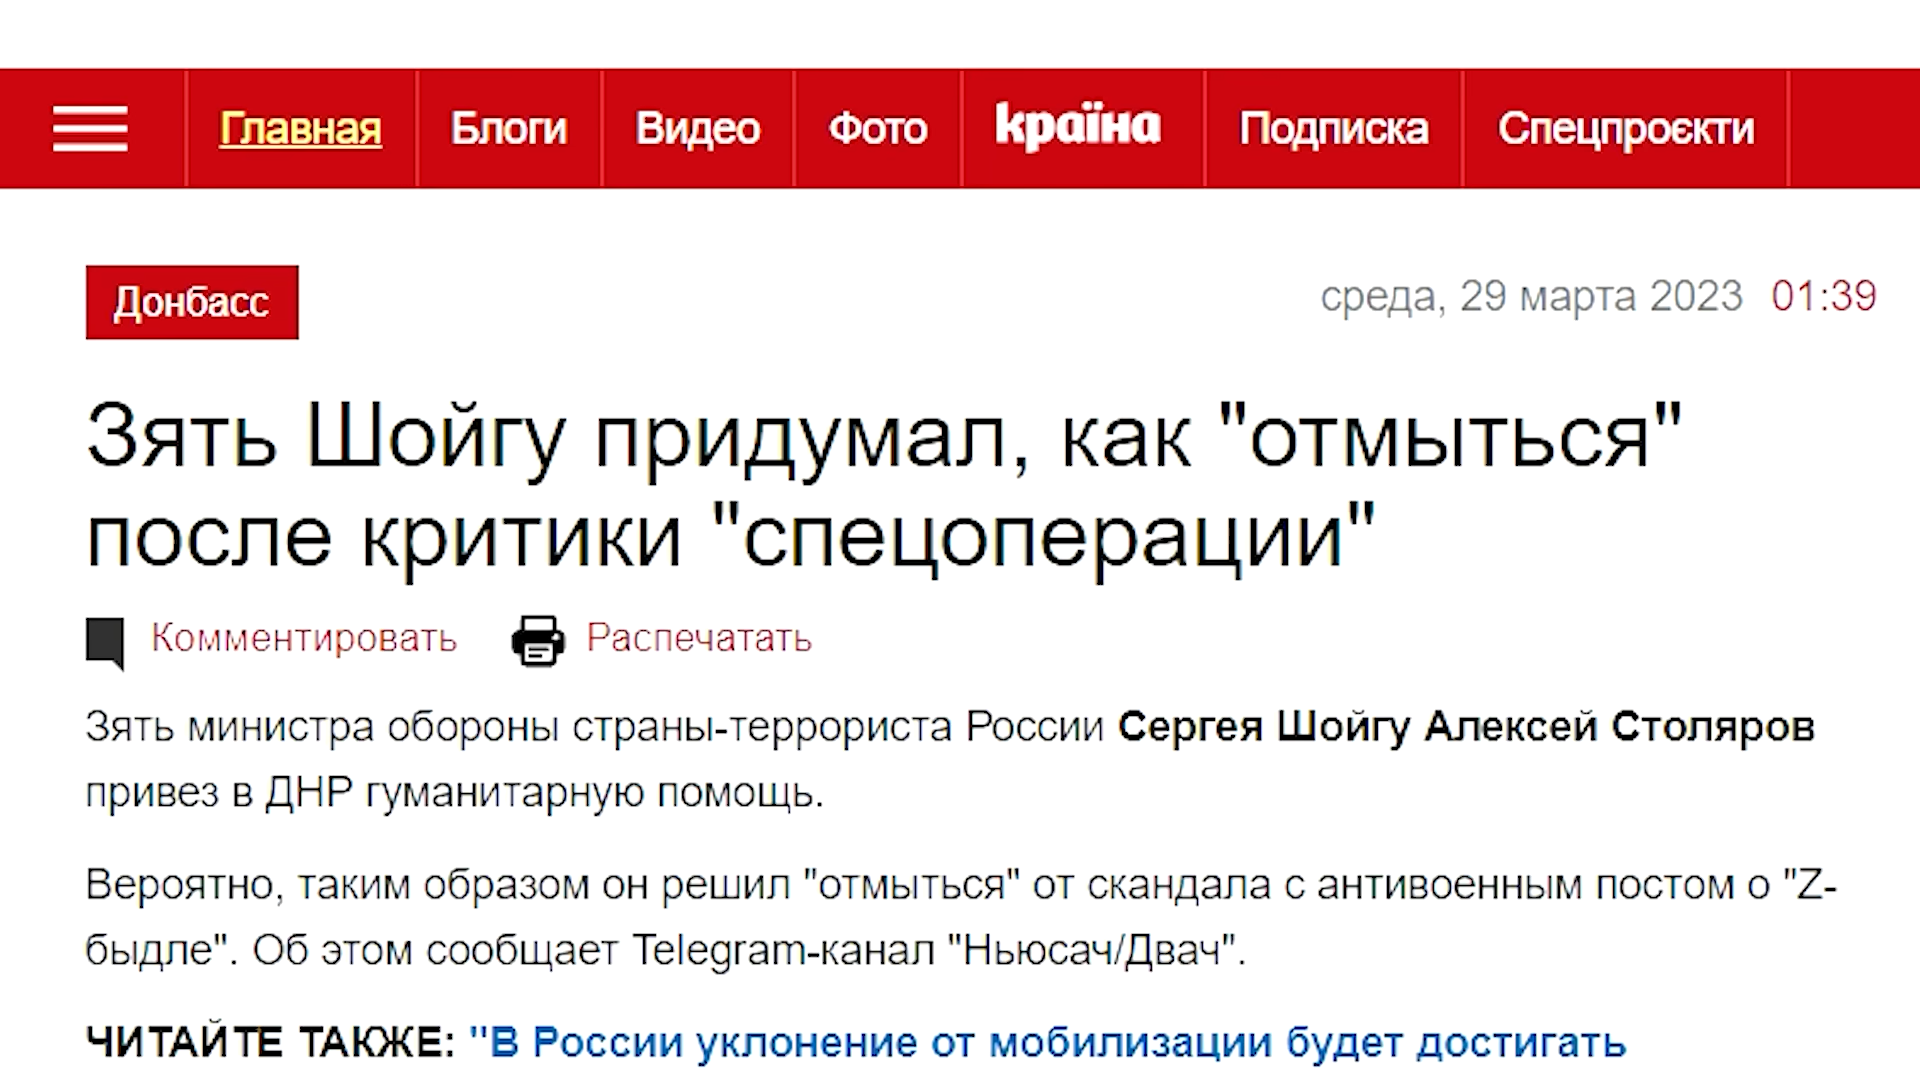 Главная Блоги Видео Фото країна Подписка Спецпроєкти
Донбасс
среда, 29 марта 2023 01:39
Зять Шойгу придумал, как "отмыться"
после критики "спецоперации"
Комментировать Распечатать
Зять министра обороны страны-террориста России Сергея Шойгу Алексей Столяров
привез в ДНР гуманитарную помощь.
Вероятно, таким образом он решил "отмыться" от скандала с антивоенным постом о "Z-
быдле". Об этом сообщает Telegram-канал "Ньюсач/Двач".
ЧИТАЙТЕ ТАКЖЕ: "В России уклонение от мобилизации будет достигать